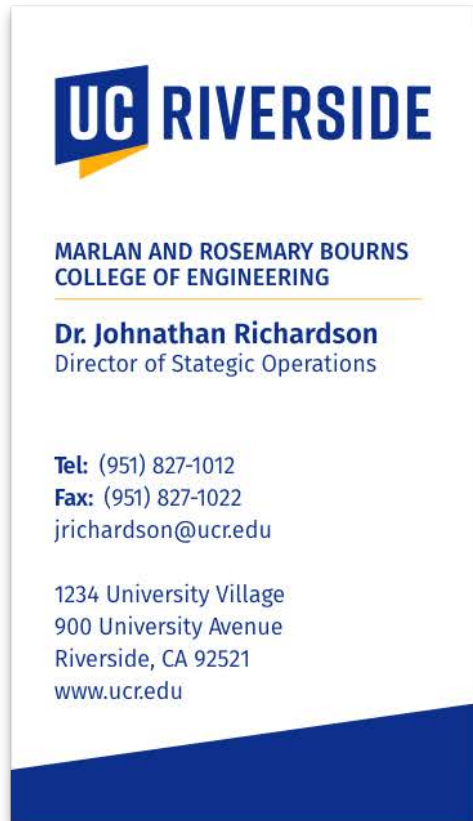 UC RIVERSIDE
MARLAN AND ROSEMARY BOURNS
COLLEGE OF ENGINEERING
Dr. Johnathan Richardson
Director of Stategic Operations
Tel: (951) 827-1012
Fax: (951) 827-1022
jrichardson@ucr.edu
1234 University Village
900 University Avenue
Riverside, CA 92521
www.ucr.edu